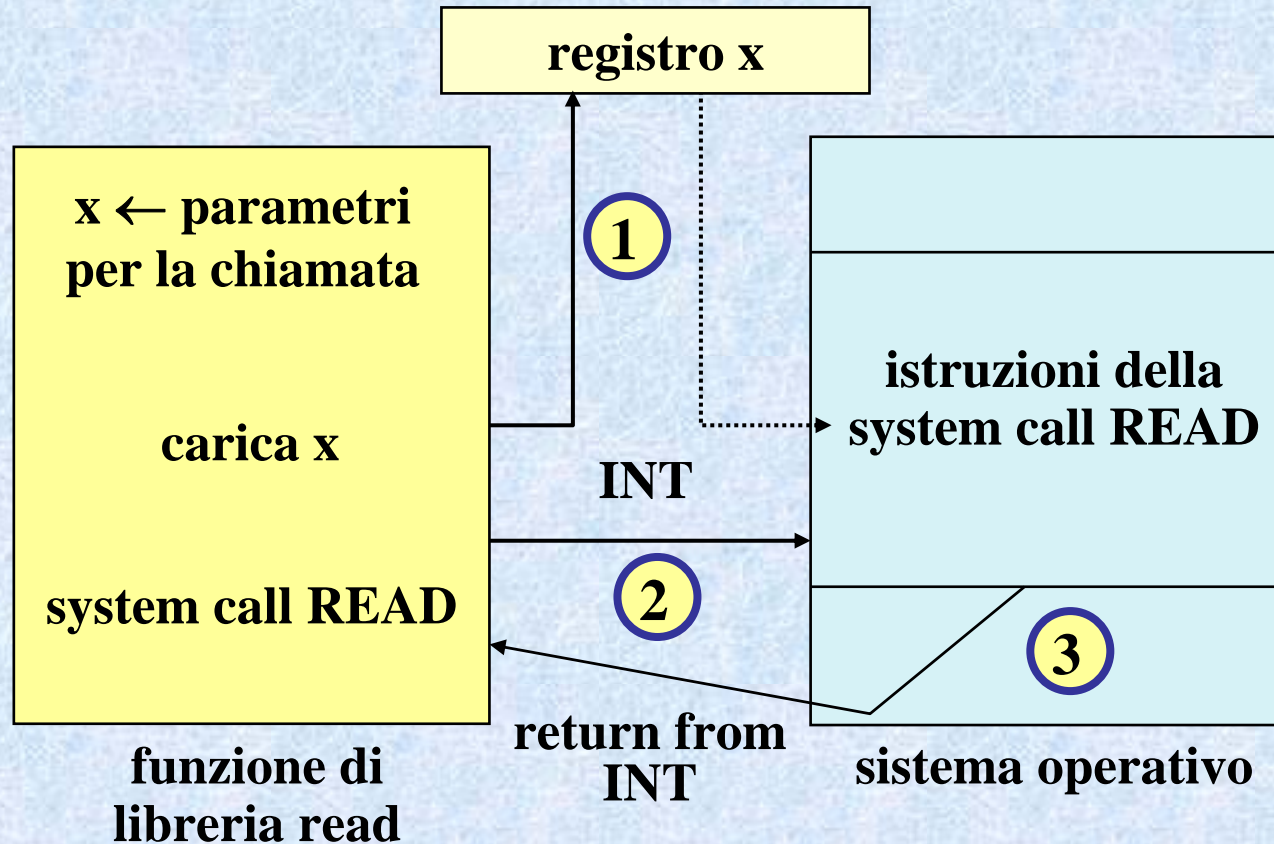 registro x
x ← parametri
per la chiamata
carica x
system call READ
funzione di
libreria read
1
INT
2
return from
INT
istruzioni della
system call READ
3
sistema operativo